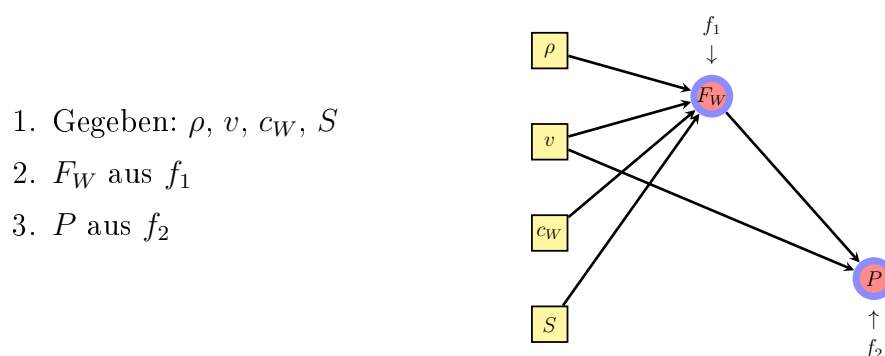 1. Gegeben: ρ, v, c_W, S
2. F_W aus f_1
3. P aus f_2
f_1
↓
ρ
F_W
v
c_W
P
S
↑
f_2